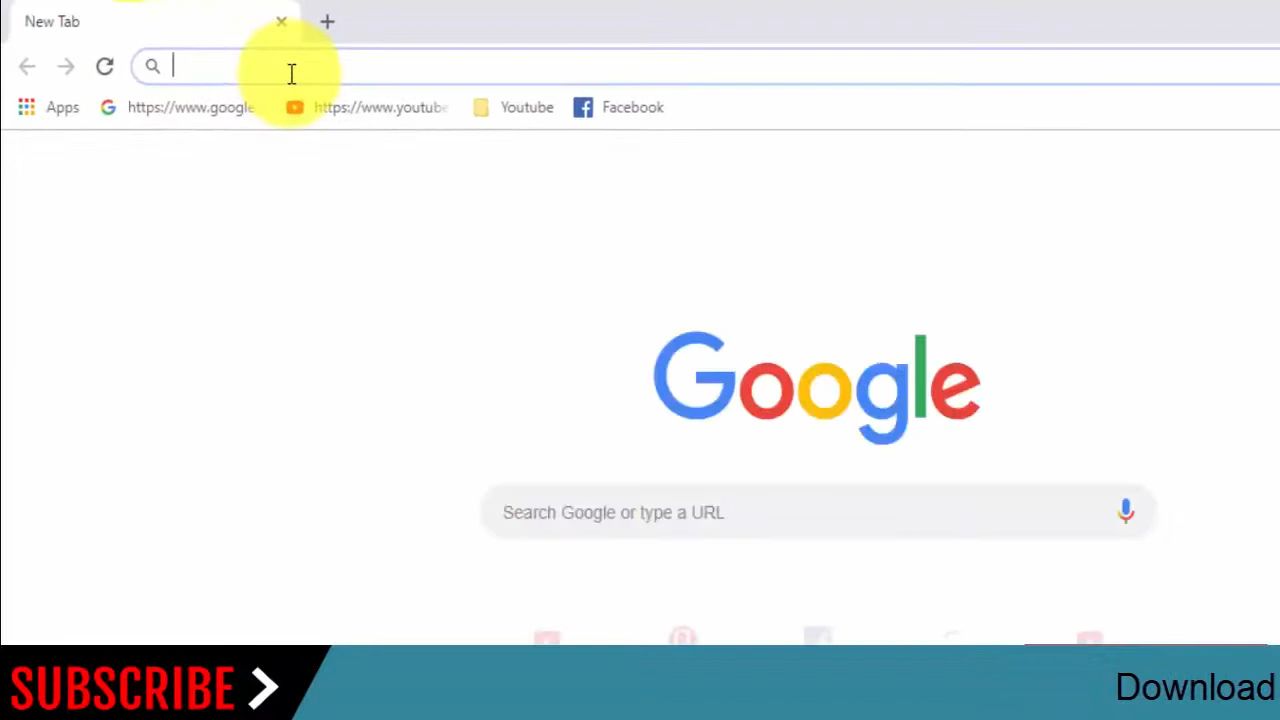 New Tab
Apps https://www.google https://www.youtube Youtube Facebook
Google
Search Google or type a URL
SUBSCRIBE
Download